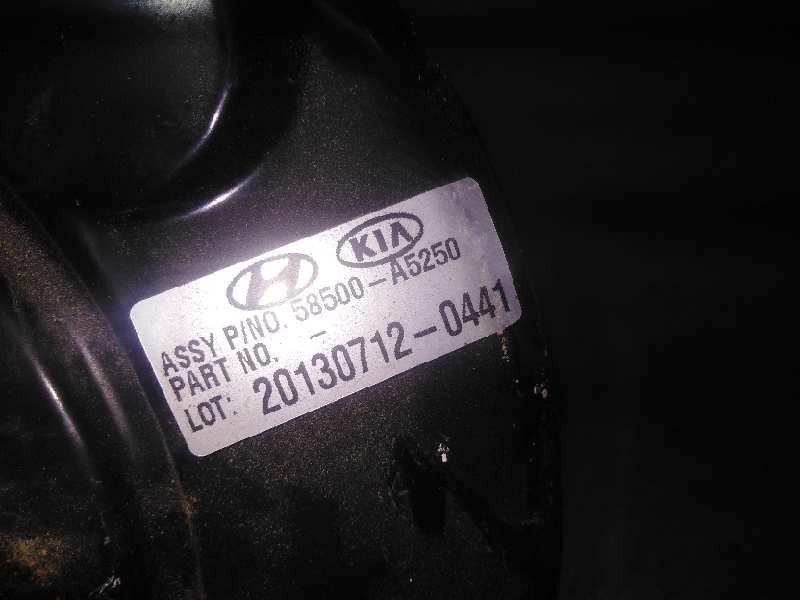 H KIA
ASSY P/NO. 58500-A5250
PART NO. -
LOT: 20130712-0441